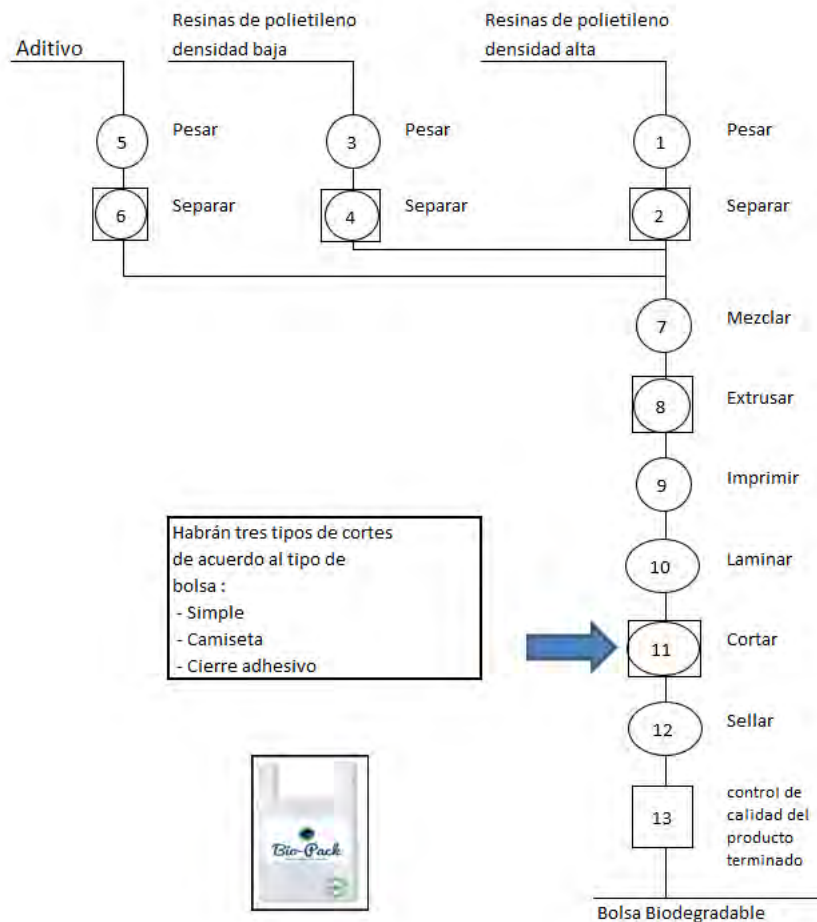 Aditivo
Resinas de polietileno
densidad baja
Resinas de polietileno
densidad alta
5
Pesar
3
Pesar
1
Pesar
6
Separar
4
Separar
2
Separar
7
Mezclar
8
Extrusar
9
Imprimir
10
Laminar
Habrán tres tipos de cortes
de acuerdo al tipo de
bolsa :
- Simple
- Camiseta
- Cierre adhesivo
11
Cortar
12
Sellar
13
control de
calidad del
producto
terminado
Bio-Pack
Bolsa Biodegradable